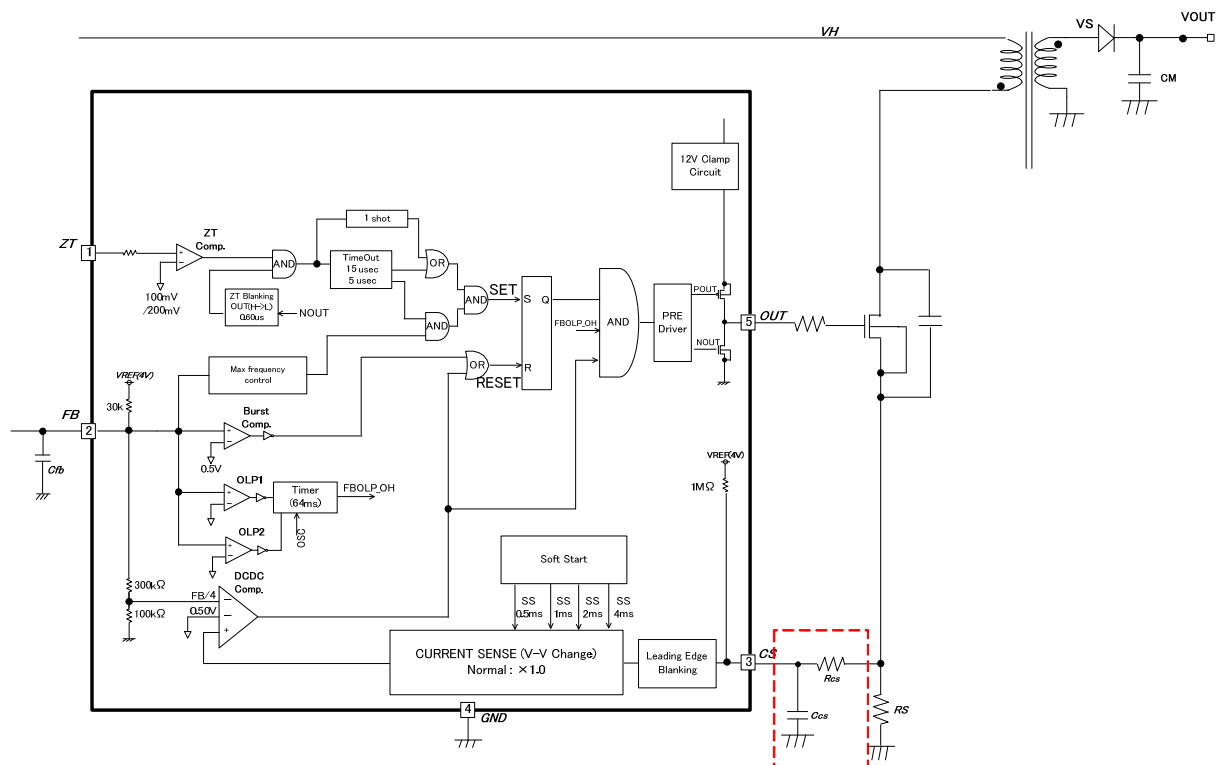 VH
VS
VOUT
CM
12V Clamp
Circuit
1 shot
ZT
1
ZT
Comp.
AND
TimeOut
15 usec
5 usec
OR
100mV
/200mV
ZT Blanking
OUT(H->L)
0.60us
NOUT
AND
AND
SET
S
Q
R
FBOLP_OH
AND
PRE
Driver
POUT
NOUT
5
OUT
Max frequency
control
OR
RESET
VREF(4V)
30k
FB
2
Cfb
Burst
Comp.
0.5V
OLP1
Timer
(64ms)
FBOLP_OH
OSC
OLP2
VREF(4V)
1MΩ
Soft Start
300kΩ
100kΩ
FB/4
0.50V
DCDC
Comp.
SS
0.5ms
SS
1ms
SS
2ms
SS
4ms
CURRENT SENSE (V-V Change)
Normal : ×1.0
Leading Edge
Blanking
3
CS
Rcs
Ccs
RS
4
GND